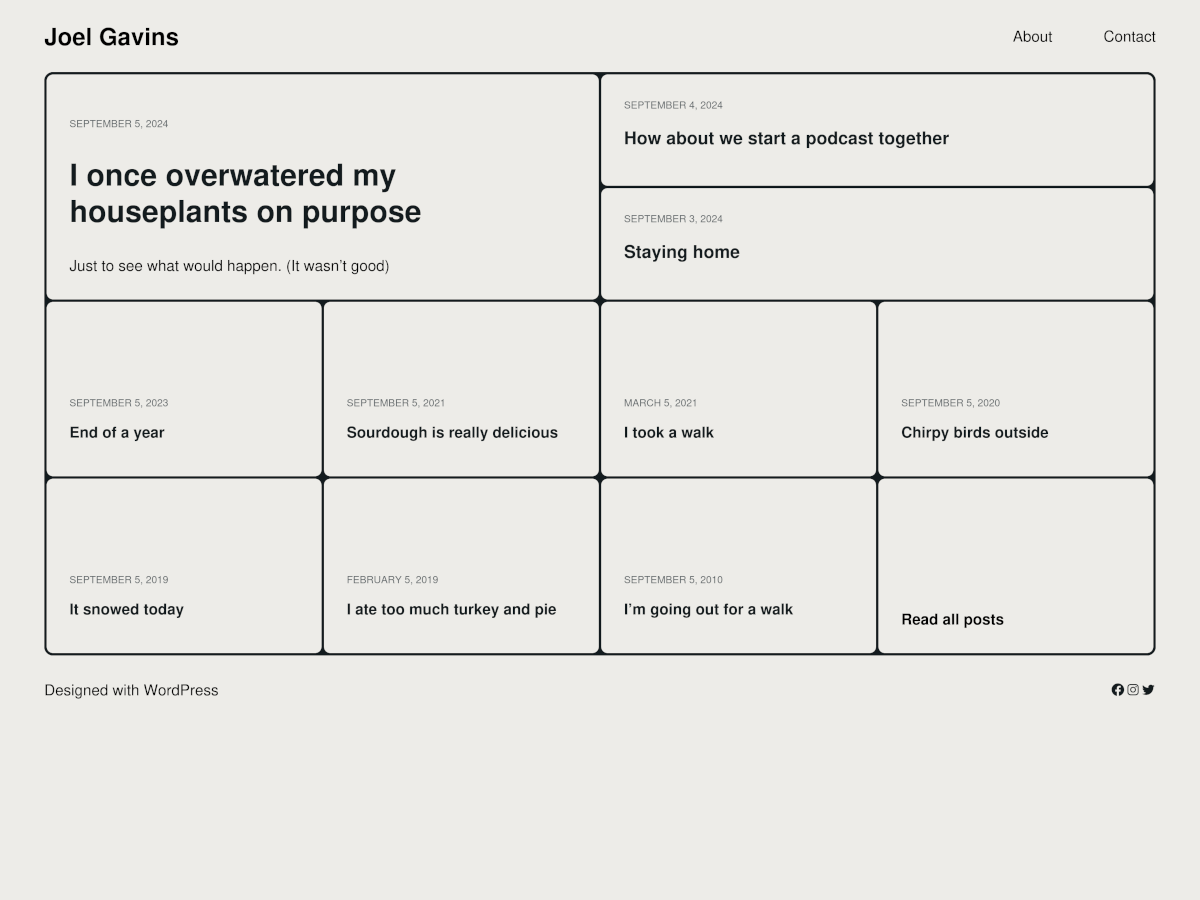 Joel Gavins
About
Contact
SEPTEMBER 5, 2024
I once overwatered my
houseplants on purpose
Just to see what would happen. (It wasn’t good)
SEPTEMBER 4, 2024
How about we start a podcast together
SEPTEMBER 3, 2024
Staying home
SEPTEMBER 5, 2023
End of a year
SEPTEMBER 5, 2021
Sourdough is really delicious
MARCH 5, 2021
I took a walk
SEPTEMBER 5, 2020
Chirpy birds outside
SEPTEMBER 5, 2019
It snowed today
FEBRUARY 5, 2019
I ate too much turkey and pie
SEPTEMBER 5, 2010
I’m going out for a walk
Read all posts
Designed with WordPress